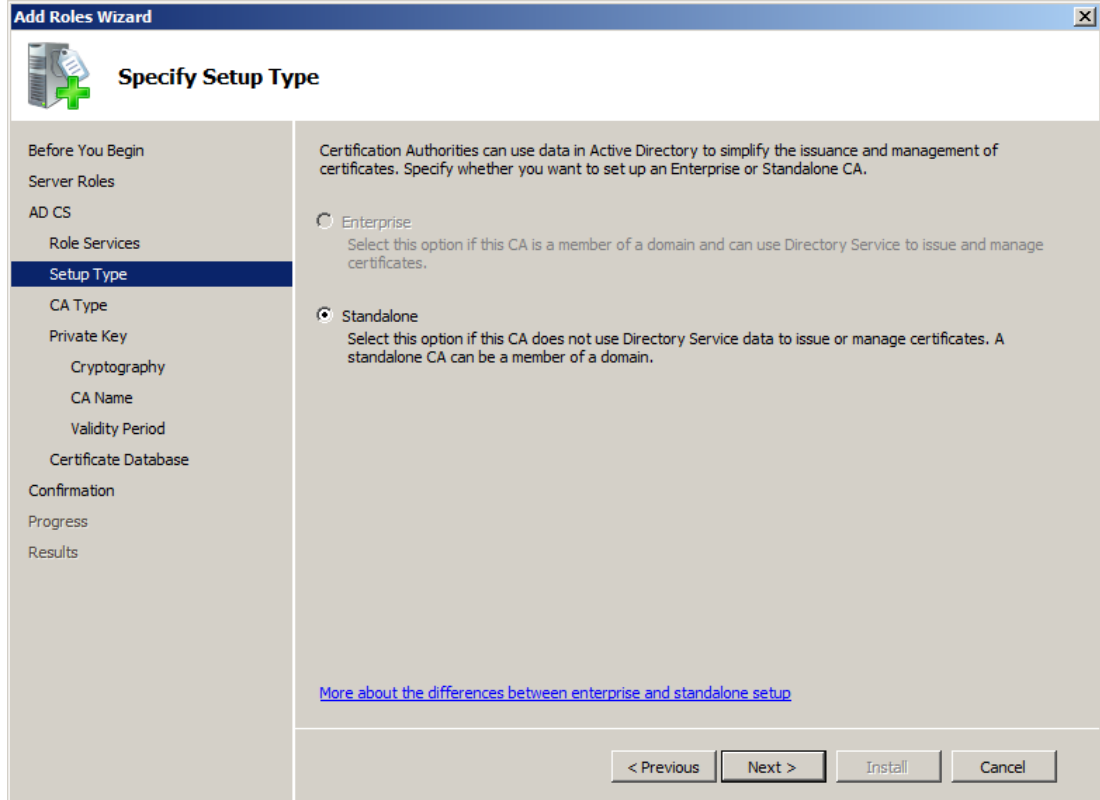 Add Roles Wizard
Specify Setup Type
Before You Begin
Server Roles
AD CS
Role Services
Setup Type
CA Type
Private Key
Cryptography
CA Name
Validity Period
Certificate Database
Confirmation
Progress
Results
Certification Authorities can use data in Active Directory to simplify the issuance and management of
certificates. Specify whether you want to set up an Enterprise or Standalone CA.
Enterprise
Select this option if this CA is a member of a domain and can use Directory Service to issue and manage
certificates.
Standalone
Select this option if this CA does not use Directory Service data to issue or manage certificates. A
standalone CA can be a member of a domain.
More about the differences between enterprise and standalone setup
< Previous
Next >
Install
Cancel